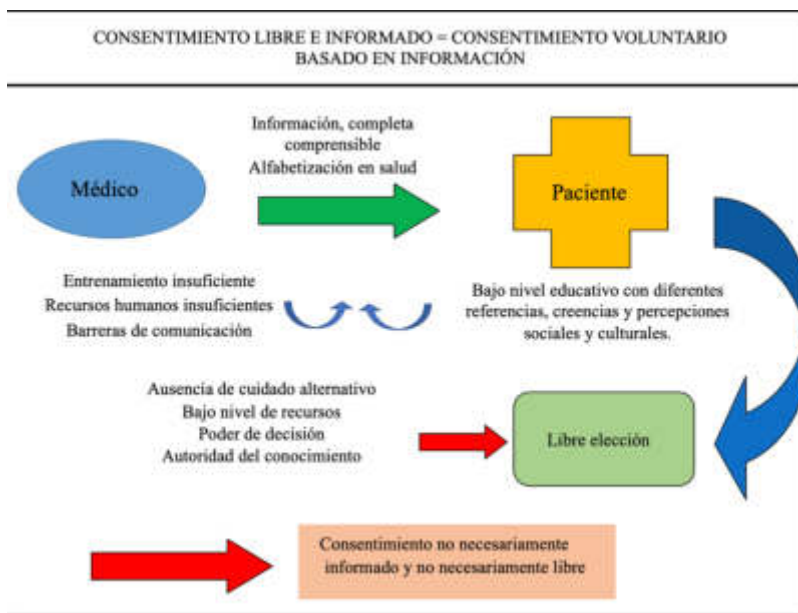 CONSENTIMIENTO LIBRE E INFORMADO = CONSENTIMIENTO VOLUNTARIO
BASADO EN INFORMACIÓN
Información, completa
comprensible
Alfabetización en salud
Médico
Paciente
Entrenamiento insuficiente
Recursos humanos insuficientes
Barreras de comunicación
Bajo nivel educativo con diferentes
referencias, creencias y percepciones
sociales y culturales.
Ausencia de cuidado alternativo
Bajo nivel de recursos
Poder de decisión
Autoridad del conocimiento
Libre elección
Consentimiento no necesariamente
informado y no necesariamente libre